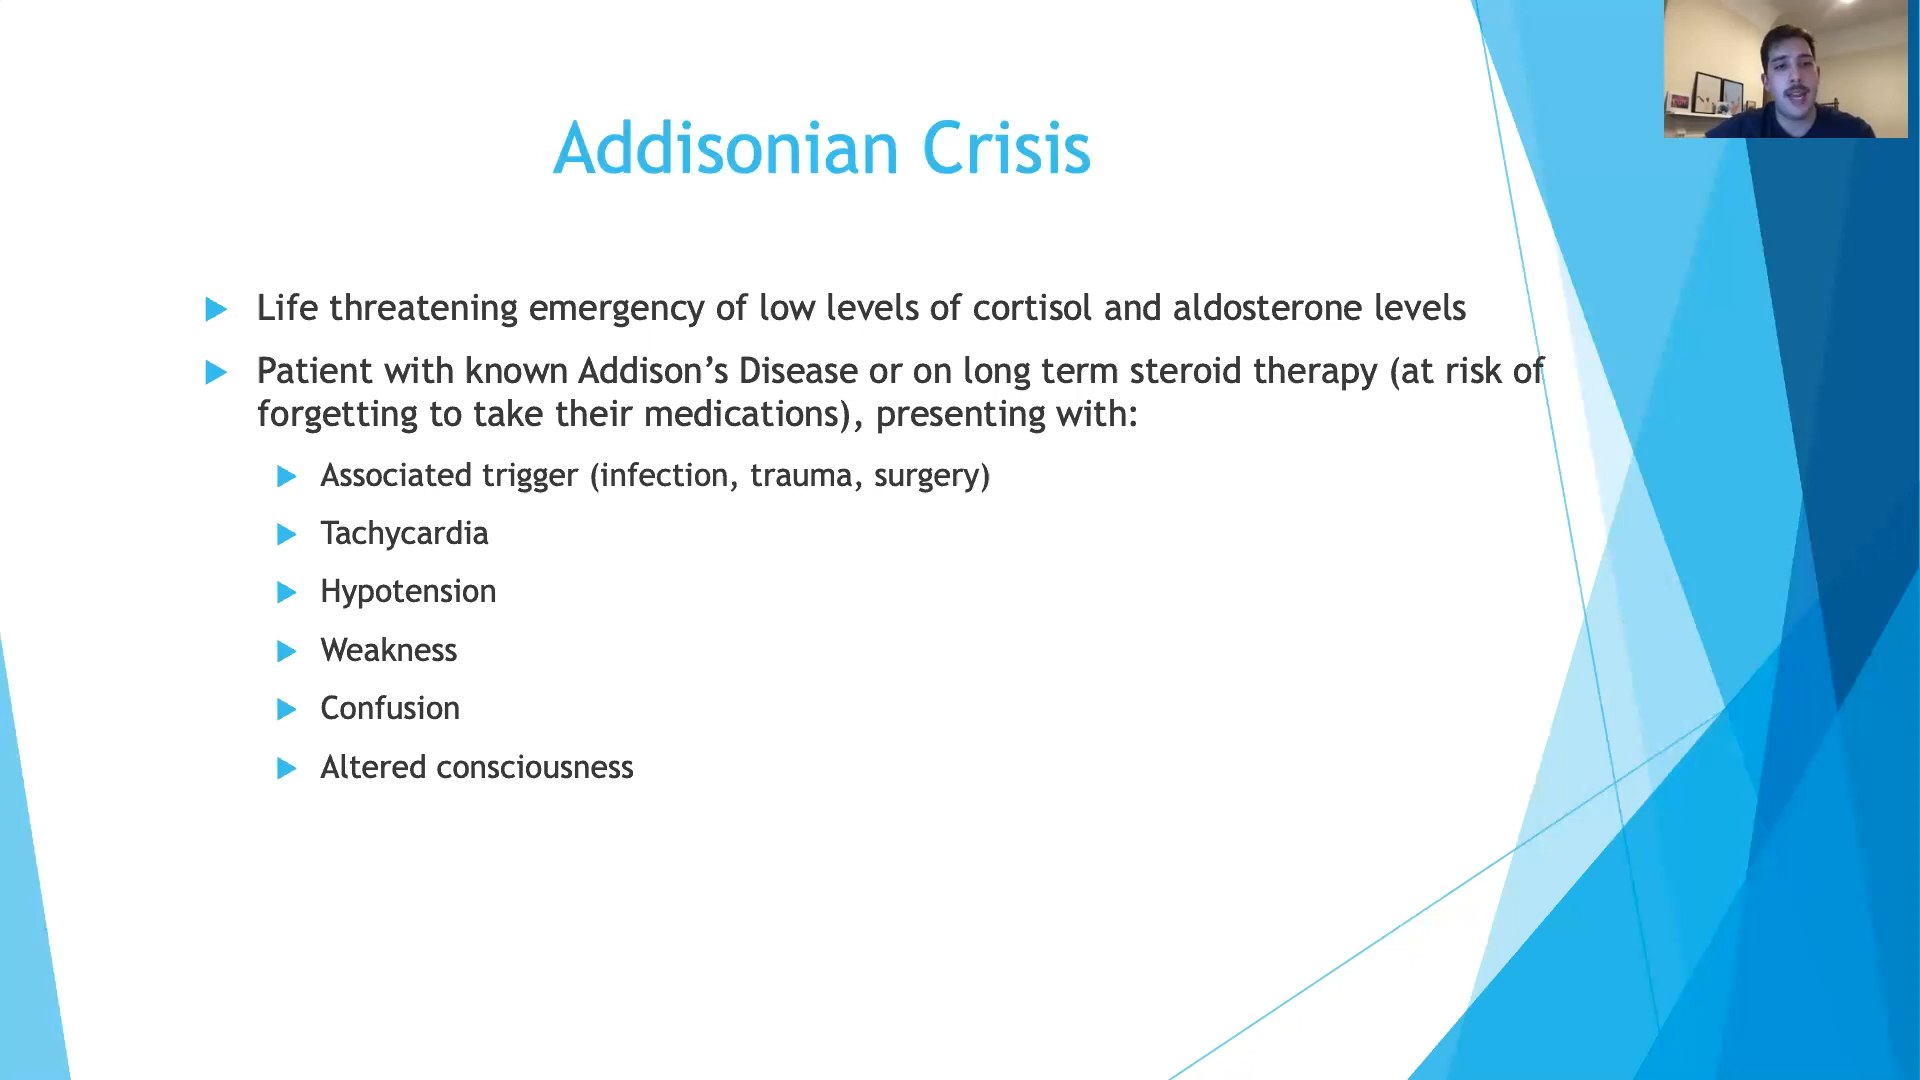 Addisonian Crisis
Life threatening emergency of low levels of cortisol and aldosterone levels
Patient with known Addison’s Disease or on long term steroid therapy (at risk of
forgetting to take their medications), presenting with:
Associated trigger (infection, trauma, surgery)
Tachycardia
Hypotension
Weakness
Confusion
Altered consciousness